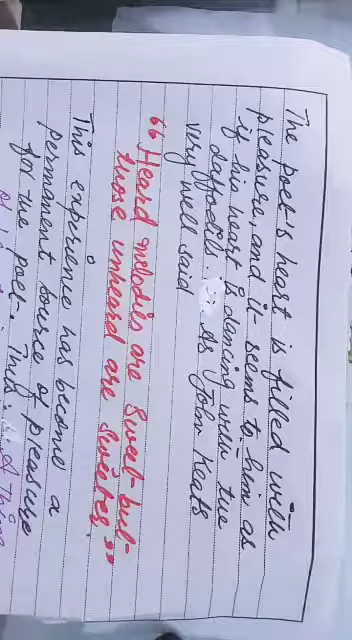 The poet's heart is filled with
pleasure, and it seems to him as
if his heart is dancing with the
daffodils. As John Keats
very well said
"Heard melodies are sweet but
those unheard are sweeter"
This experience has become a
permanent source of pleasure
for the poet. This. A thing